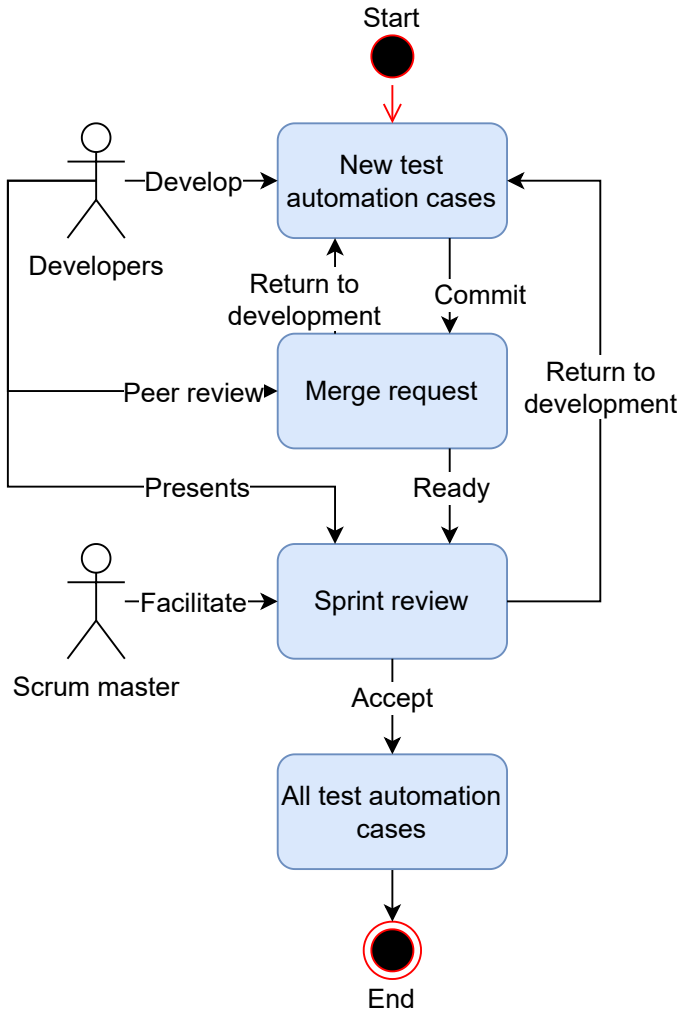 Start
New test
automation cases
Develop
Developers
Return to
development
Commit
Return to
development
Peer review
Merge request
Presents
Ready
Facilitate
Sprint review
Scrum master
Accept
All test automation
cases
End